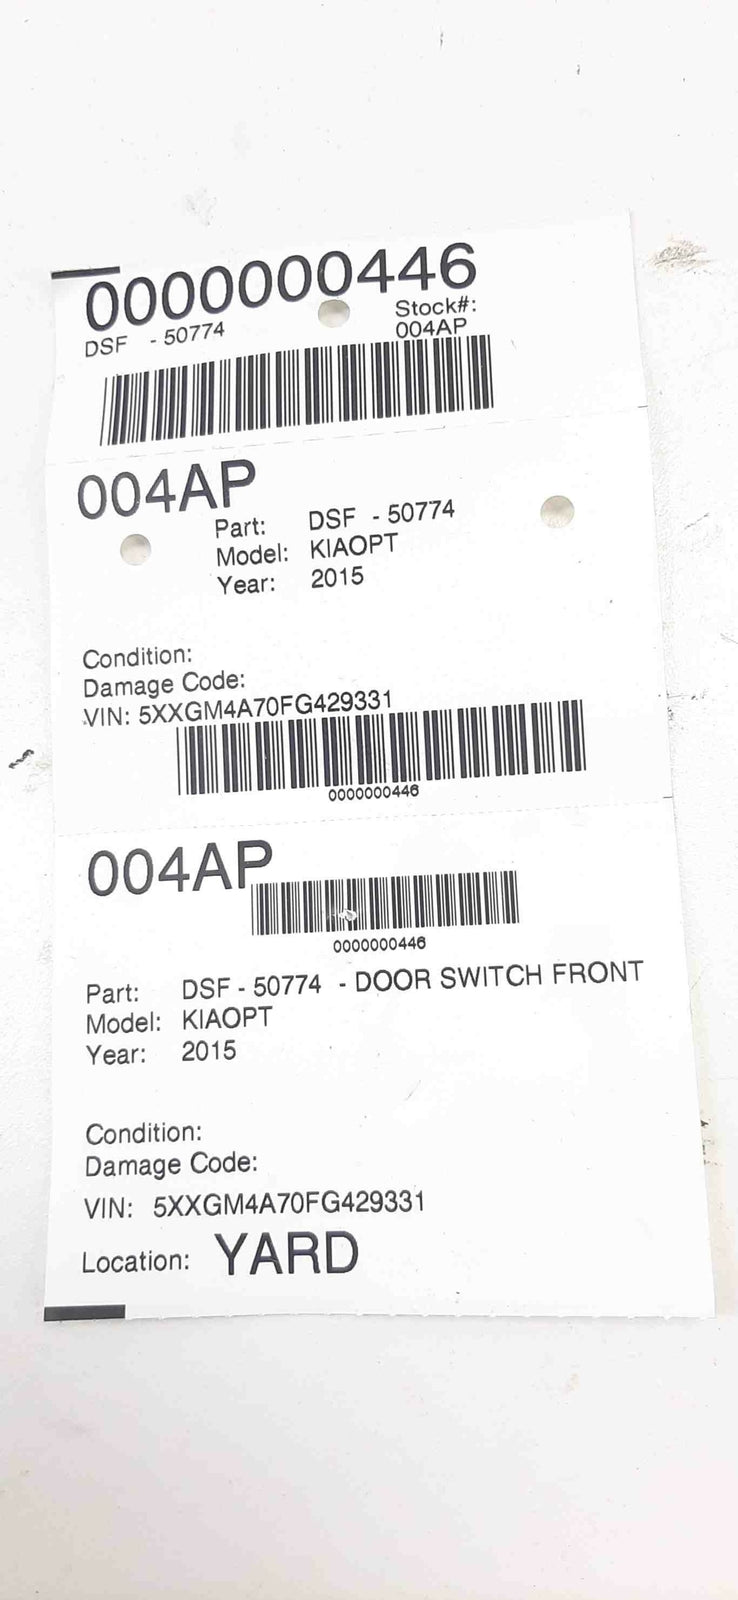 0000000446
DSF - 50774
Stock#:
004AP
004AP
Part: DSF - 50774
Model: KIAOPT
Year: 2015
Condition:
Damage Code:
VIN: 5XXGM4A70FG429331
0000000446
004AP
0000000446
Part: DSF - 50774 - DOOR SWITCH FRONT
Model: KIAOPT
Year: 2015
Condition:
Damage Code:
VIN: 5XXGM4A70FG429331
Location: YARD